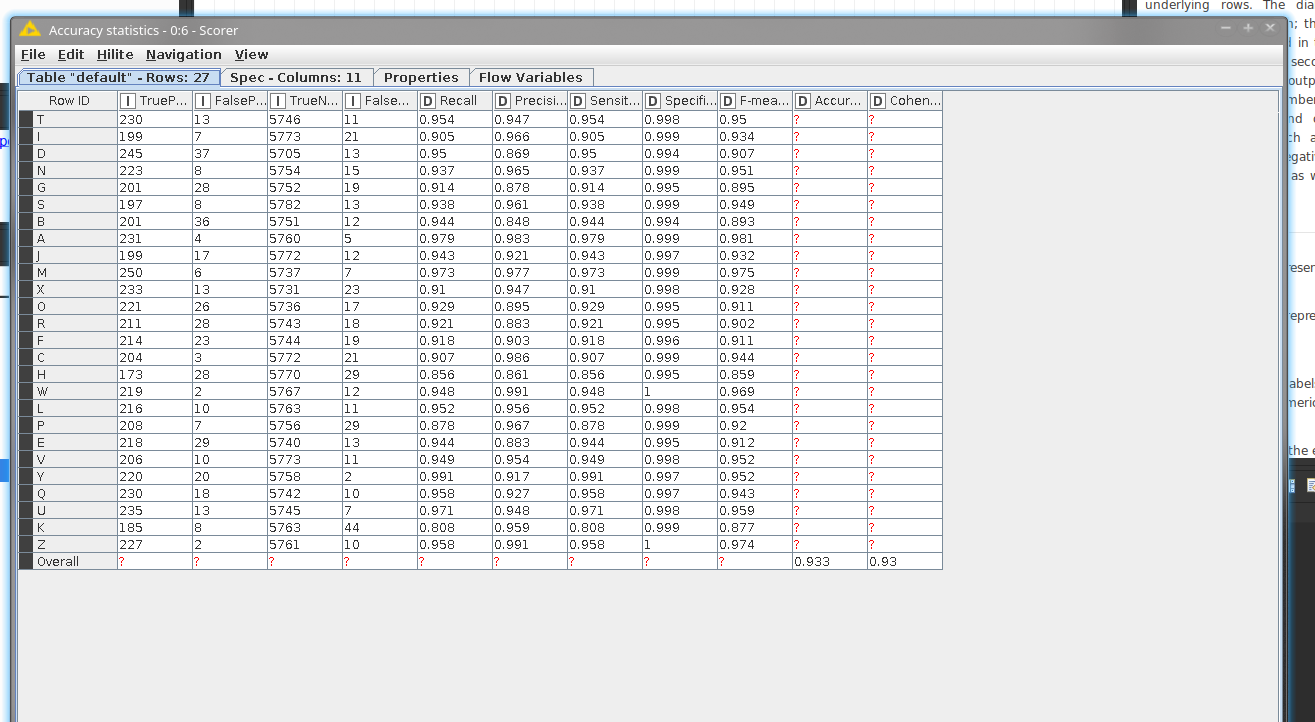 underlying rows. The dia
Accuracy statistics - 0:6 - Scorer
File Edit Hilite Navigation View
Table "default" - Rows: 27 Spec - Columns: 11 Properties Flow Variables
Row ID I TrueP... I FalseP... I TrueN... I False... D Recall D Precisi... D Sensit... D Specifi... D F-mea... D Accur... D Cohen...
T 230 13 5746 11 0.954 0.947 0.954 0.998 0.95 ? ?
I 199 7 5773 21 0.905 0.966 0.905 0.999 0.934 ? ?
D 245 37 5705 13 0.95 0.869 0.95 0.994 0.907 ? ?
N 223 8 5754 15 0.937 0.965 0.937 0.999 0.951 ? ?
G 201 28 5752 19 0.914 0.878 0.914 0.995 0.895 ? ?
S 197 8 5782 13 0.938 0.961 0.938 0.999 0.949 ? ?
B 201 36 5751 12 0.944 0.848 0.944 0.994 0.893 ? ?
A 231 4 5760 5 0.979 0.983 0.979 0.999 0.981 ? ?
J 199 17 5772 12 0.943 0.921 0.943 0.997 0.932 ? ?
M 250 6 5737 7 0.973 0.977 0.973 0.999 0.975 ? ?
X 233 13 5731 23 0.91 0.947 0.91 0.998 0.928 ? ?
O 221 26 5736 17 0.929 0.895 0.929 0.995 0.911 ? ?
R 211 28 5743 18 0.921 0.883 0.921 0.995 0.902 ? ?
F 214 23 5744 19 0.918 0.903 0.918 0.996 0.911 ? ?
C 204 3 5772 21 0.907 0.986 0.907 0.999 0.944 ? ?
H 173 28 5770 29 0.856 0.861 0.856 0.995 0.859 ? ?
W 219 2 5767 12 0.948 0.991 0.948 1 0.969 ? ?
L 216 10 5763 11 0.952 0.956 0.952 0.998 0.954 ? ?
P 208 7 5756 29 0.878 0.967 0.878 0.999 0.92 ? ?
E 218 29 5740 13 0.944 0.883 0.944 0.995 0.912 ? ?
V 206 10 5773 11 0.949 0.954 0.949 0.998 0.952 ? ?
Y 220 20 5758 2 0.991 0.917 0.991 0.997 0.952 ? ?
Q 230 18 5742 10 0.958 0.927 0.958 0.997 0.943 ? ?
U 235 13 5745 7 0.971 0.948 0.971 0.998 0.959 ? ?
K 185 8 5763 44 0.808 0.959 0.808 0.999 0.877 ? ?
Z 227 2 5761 10 0.958 0.991 0.958 1 0.974 ? ?
Overall ? ? ? ? ? ? ? ? ? 0.933 0.93